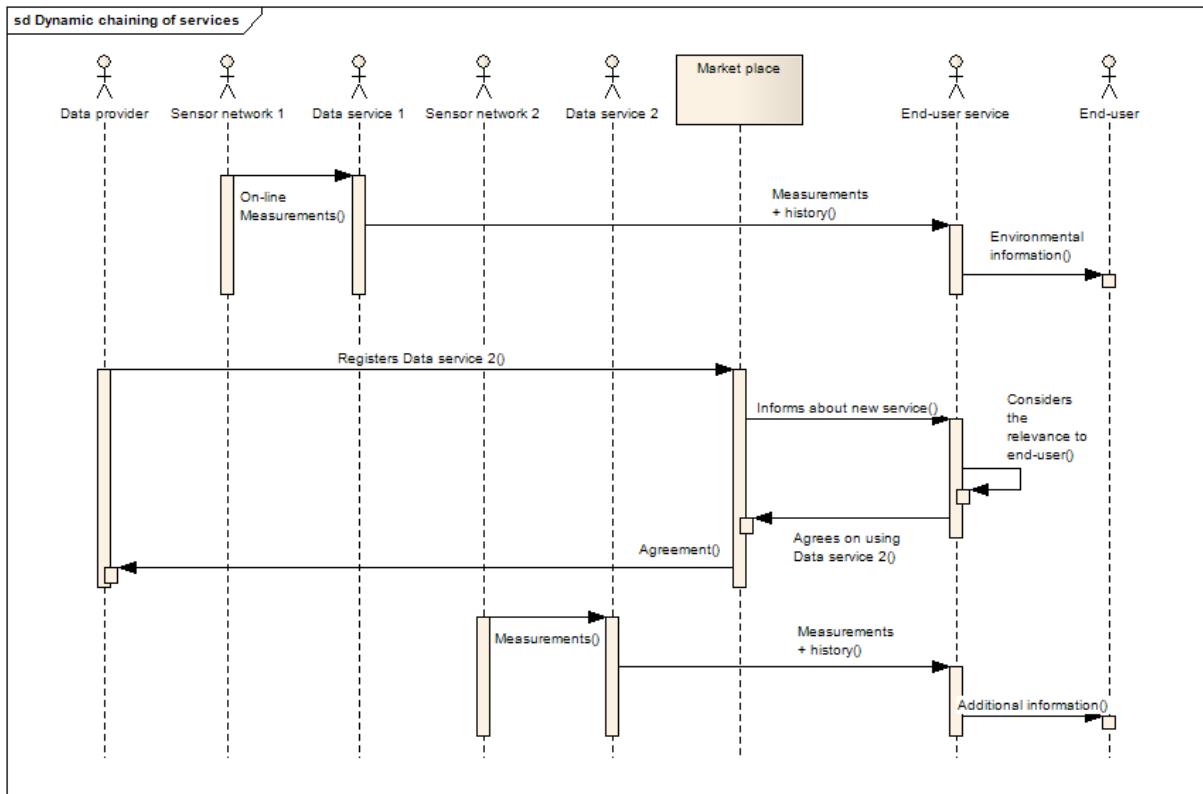 sd Dynamic chaining of services
Data provider
Sensor network 1
Data service 1
Sensor network 2
Data service 2
Market place
End-user service
End-user
On-line
Measurements()
Measurements
+ history()
Environmental
information()
Registers Data service 2()
Informs about new service()
Considers
the
relevance to
end-user()
Agrees on using
Data service 2()
Agreement()
Measurements()
Measurements
+ history()
Additional information()